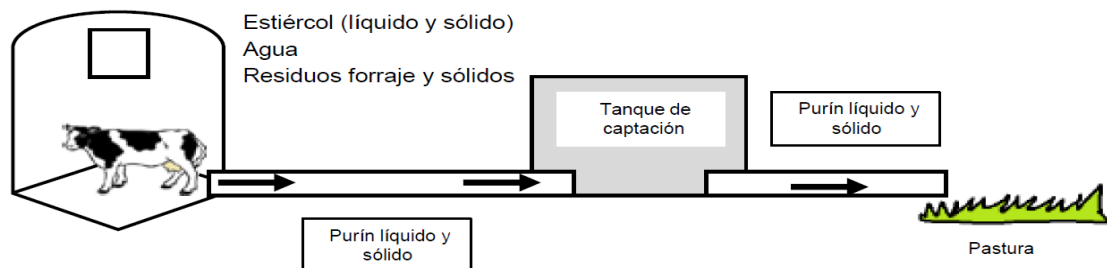 Estiércol (líquido y sólido)
Agua
Residuos forraje y sólidos
Tanque de
captación
Purín líquido y
sólido
Purín líquido y
sólido
Pastura